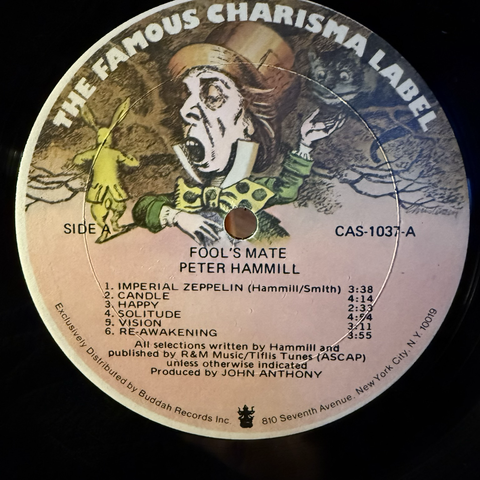 THE FAMOUS CHARISMA LABEL
SIDE A
CAS-1037-A
FOOL'S MATE
PETER HAMMILL
1. IMPERIAL ZEPPELIN (Hammill/Smith) 3:38
2. CANDLE 4:14
3. HAPPY 2:33
4. SOLITUDE 4:54
5. VISION 3:11
6. RE-AWAKENING 3:55
All selections written by Hammill and
published by R&M Music/Tiflis Tunes (ASCAP)
unless otherwise indicated
Produced by JOHN ANTHONY
Exclusively Distributed by Buddah Records Inc. 810 Seventh Avenue, New York City, N.Y. 10019